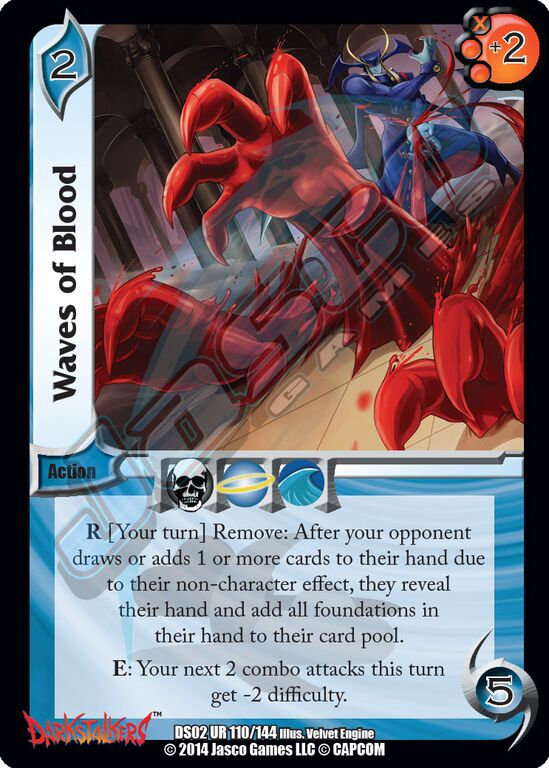 2
X +2
Waves of Blood
JASCO
GAMES
Action
R [Your turn] Remove: After your opponent
draws or adds 1 or more cards to their hand due
to their non-character effect, they reveal
their hand and add all foundations in
their hand to their card pool.
E: Your next 2 combo attacks this turn
get -2 difficulty.
5
DARKSTALKERS™
DS02 UR 110/144 Illus. Velvet Engine
© 2014 Jasco Games LLC © CAPCOM